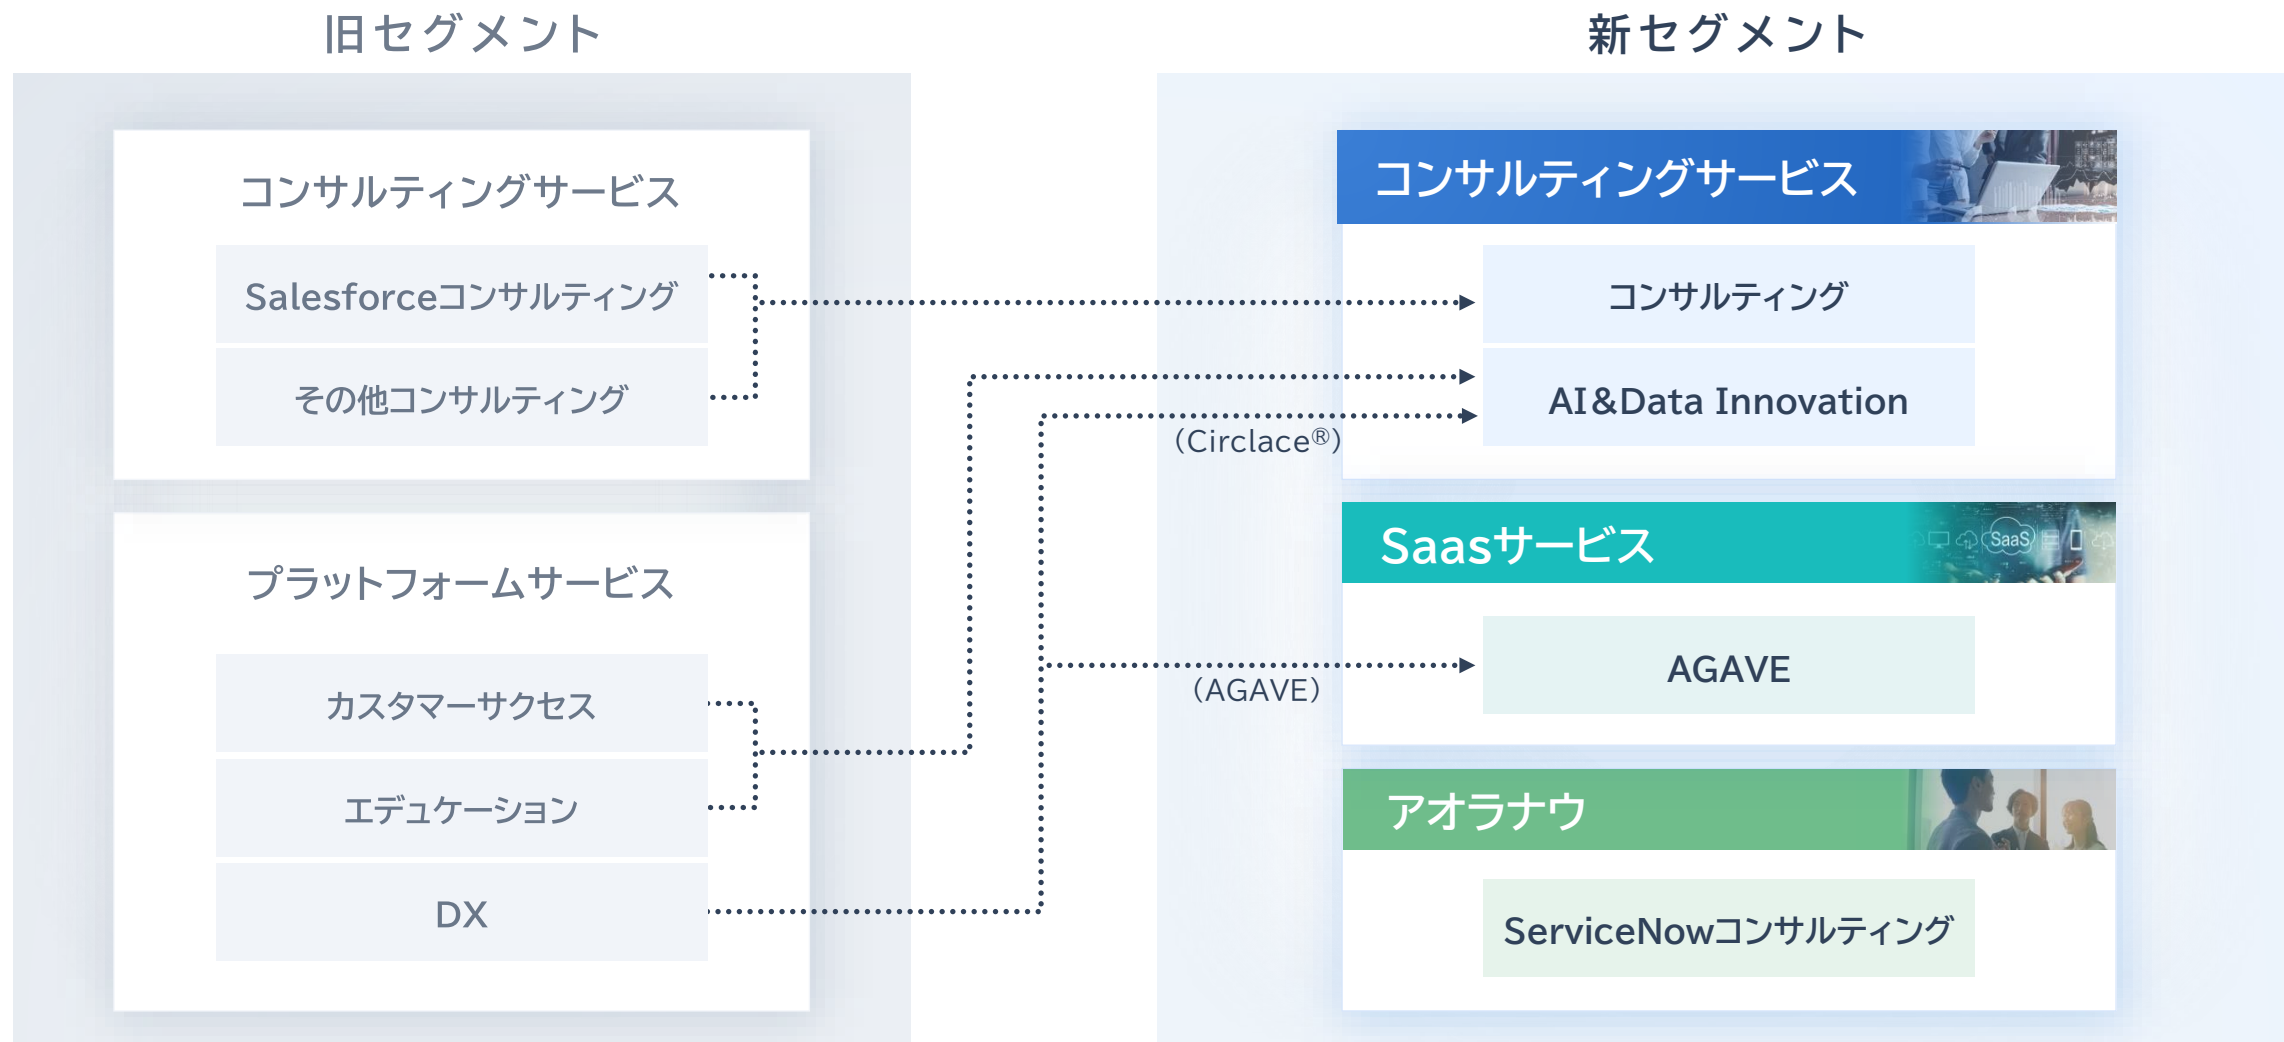 旧セグメント
コンサルティングサービス
Salesforceコンサルティング
その他コンサルティング
プラットフォームサービス
カスタマーサクセス
エデュケーション
DX
(Circlace®)
(AGAVE)
新セグメント
コンサルティングサービス
コンサルティング
AI&Data Innovation
Saasサービス
SaaS
AGAVE
アオラナウ
ServiceNowコンサルティング